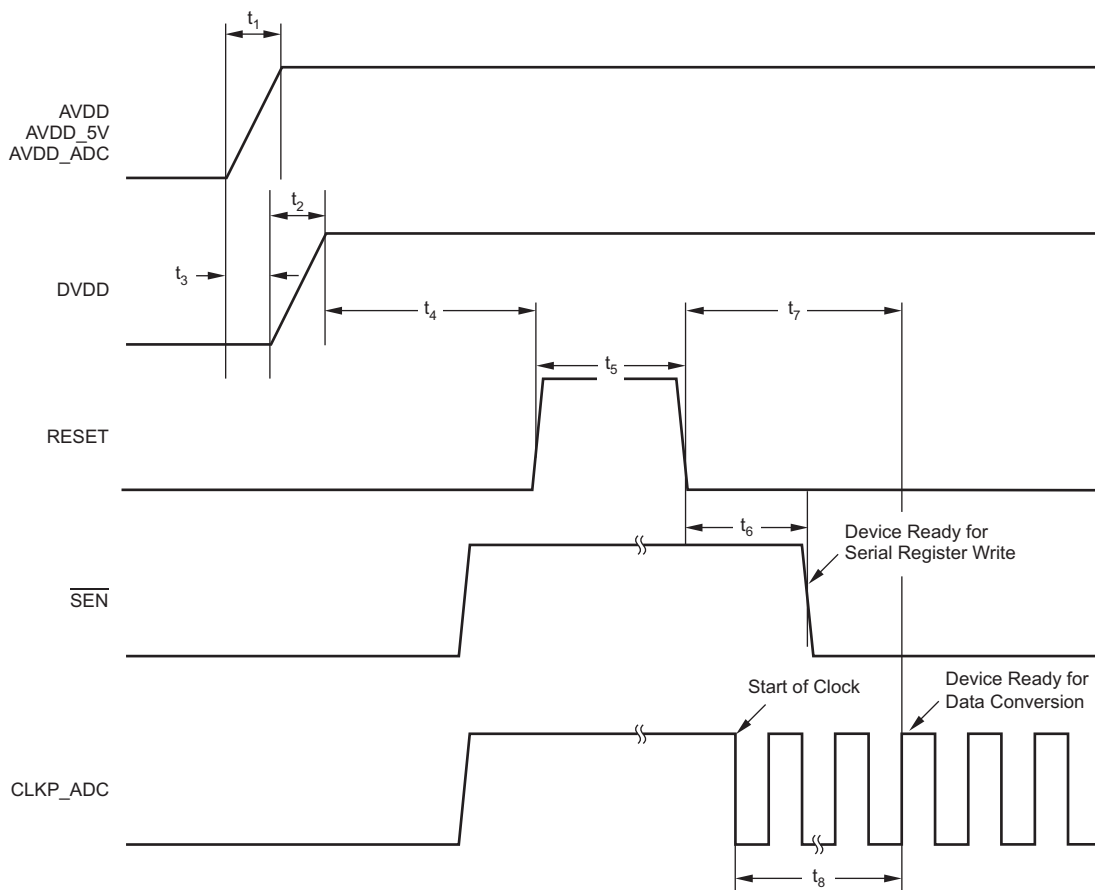 t1
AVDD
AVDD_5V
AVDD_ADC
t2
t3
DVDD
t4
t7
t5
RESET
t6
Device Ready for
Serial Register Write
SEN
Start of Clock
Device Ready for
Data Conversion
CLKP_ADC
t8